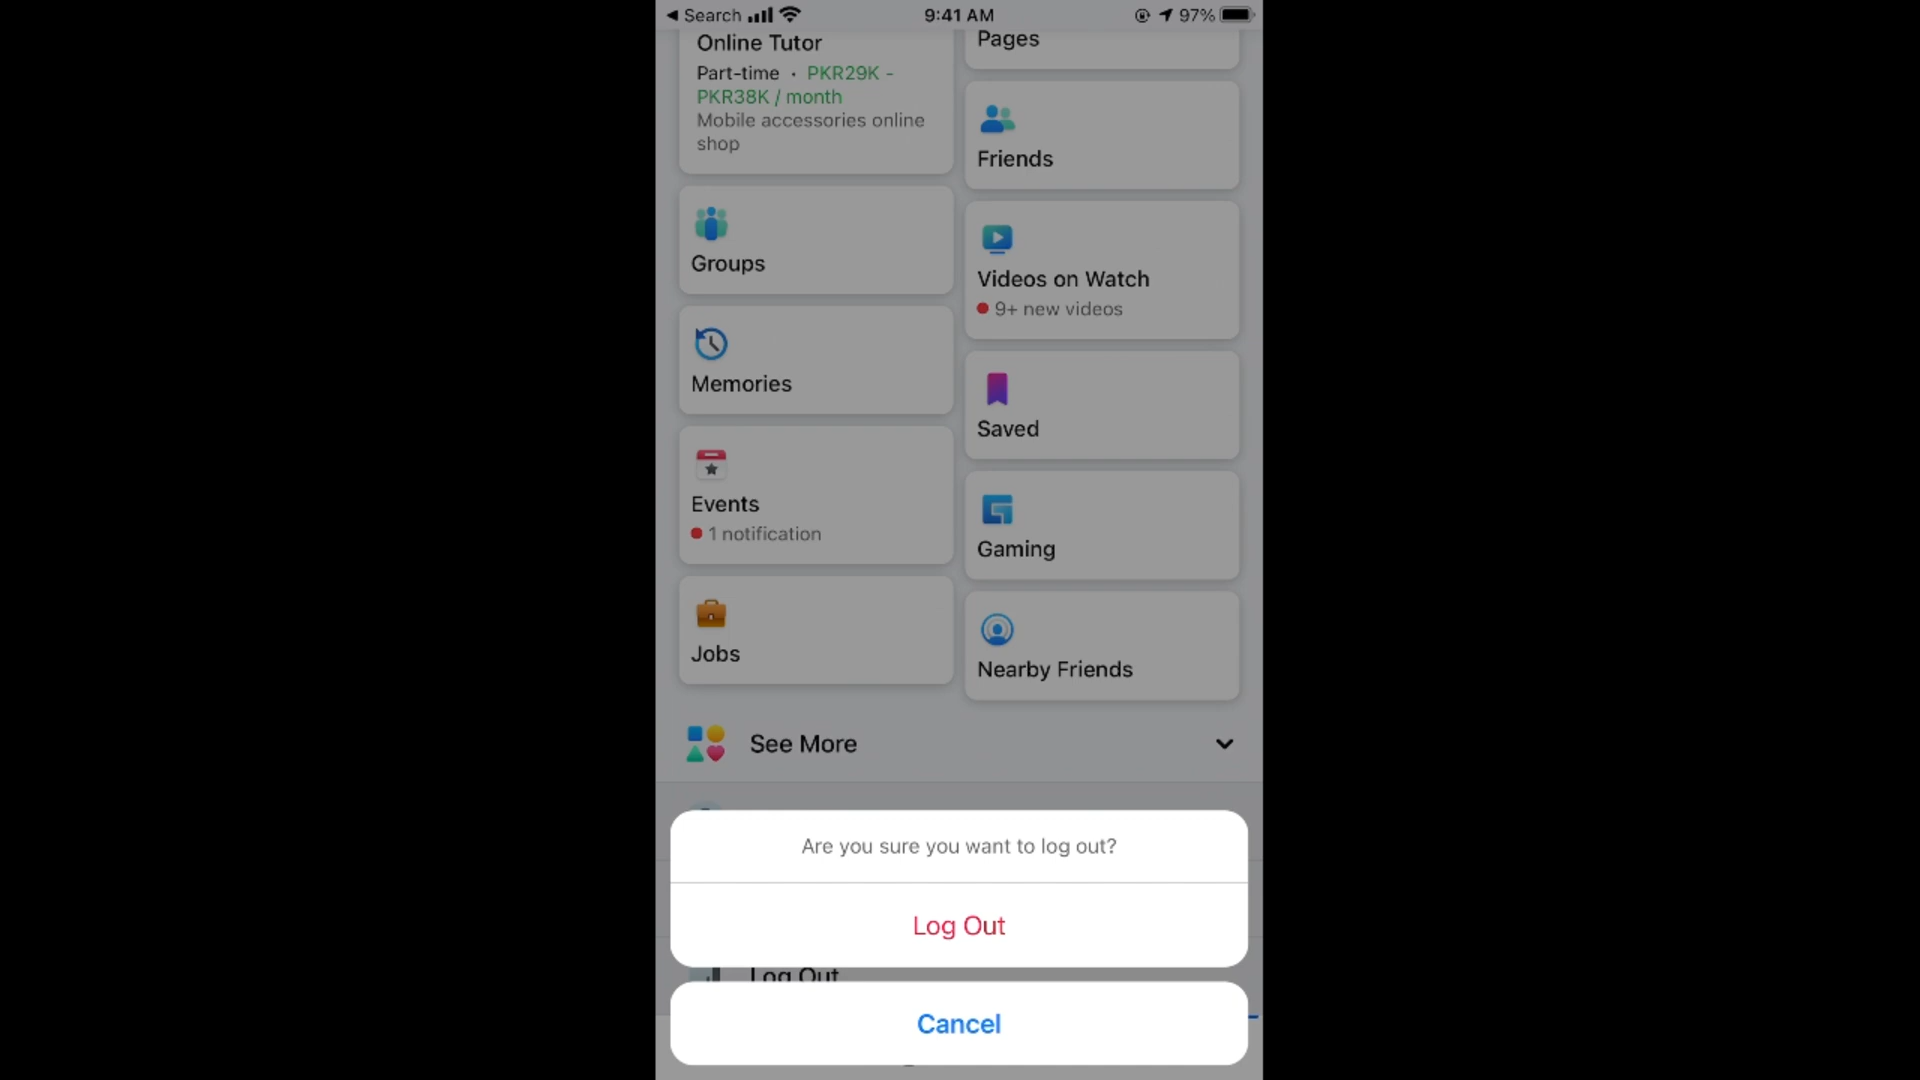 Search
9:41 AM
97%
Online Tutor
Part-time · PKR29K -
PKR38K / month
Mobile accessories online
shop
Pages
Friends
Groups
Videos on Watch
9+ new videos
Memories
Saved
Events
1 notification
Gaming
Jobs
Nearby Friends
See More
Are you sure you want to log out?
Log Out
Log Out
Cancel